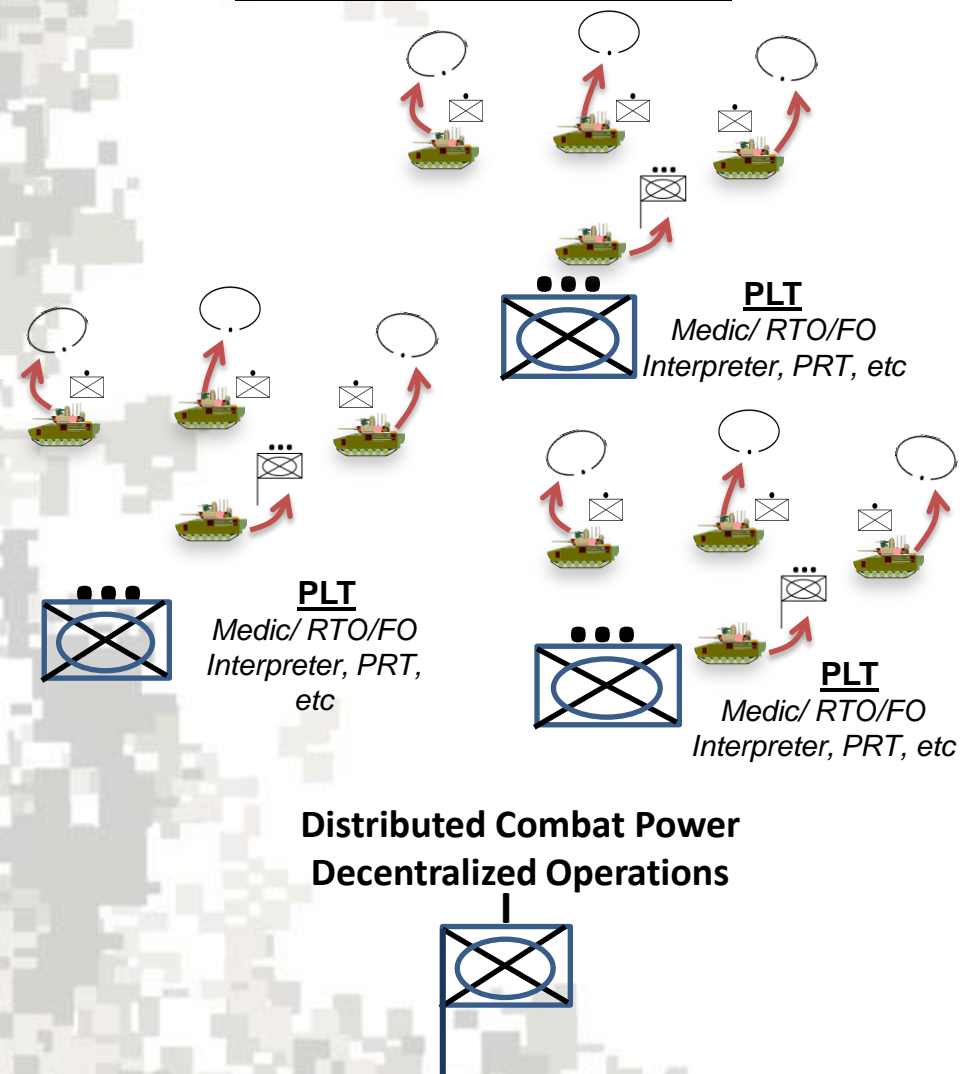 PLT
Medic/ RTO/FO
Interpreter, PRT, etc
PLT
Medic/ RTO/FO
Interpreter, PRT,
etc
PLT
Medic/ RTO/FO
Interpreter, PRT, etc
Distributed Combat Power
Decentralized Operations